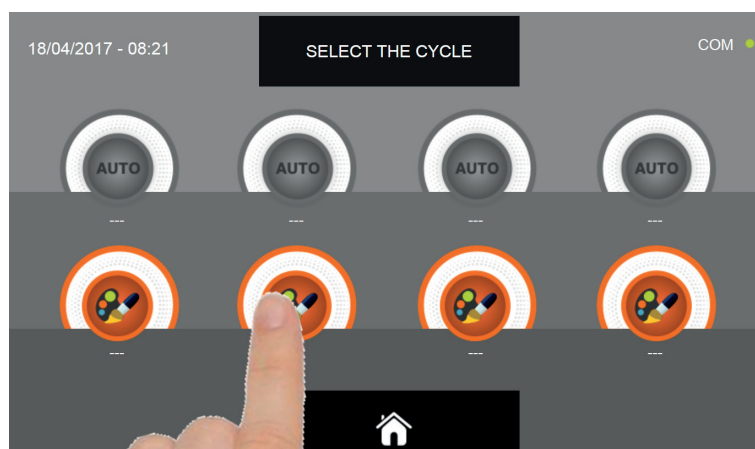 18/04/2017 - 08:21
SELECT THE CYCLE
COM
AUTO
AUTO
AUTO
AUTO
---
---
---
---
---
---
---